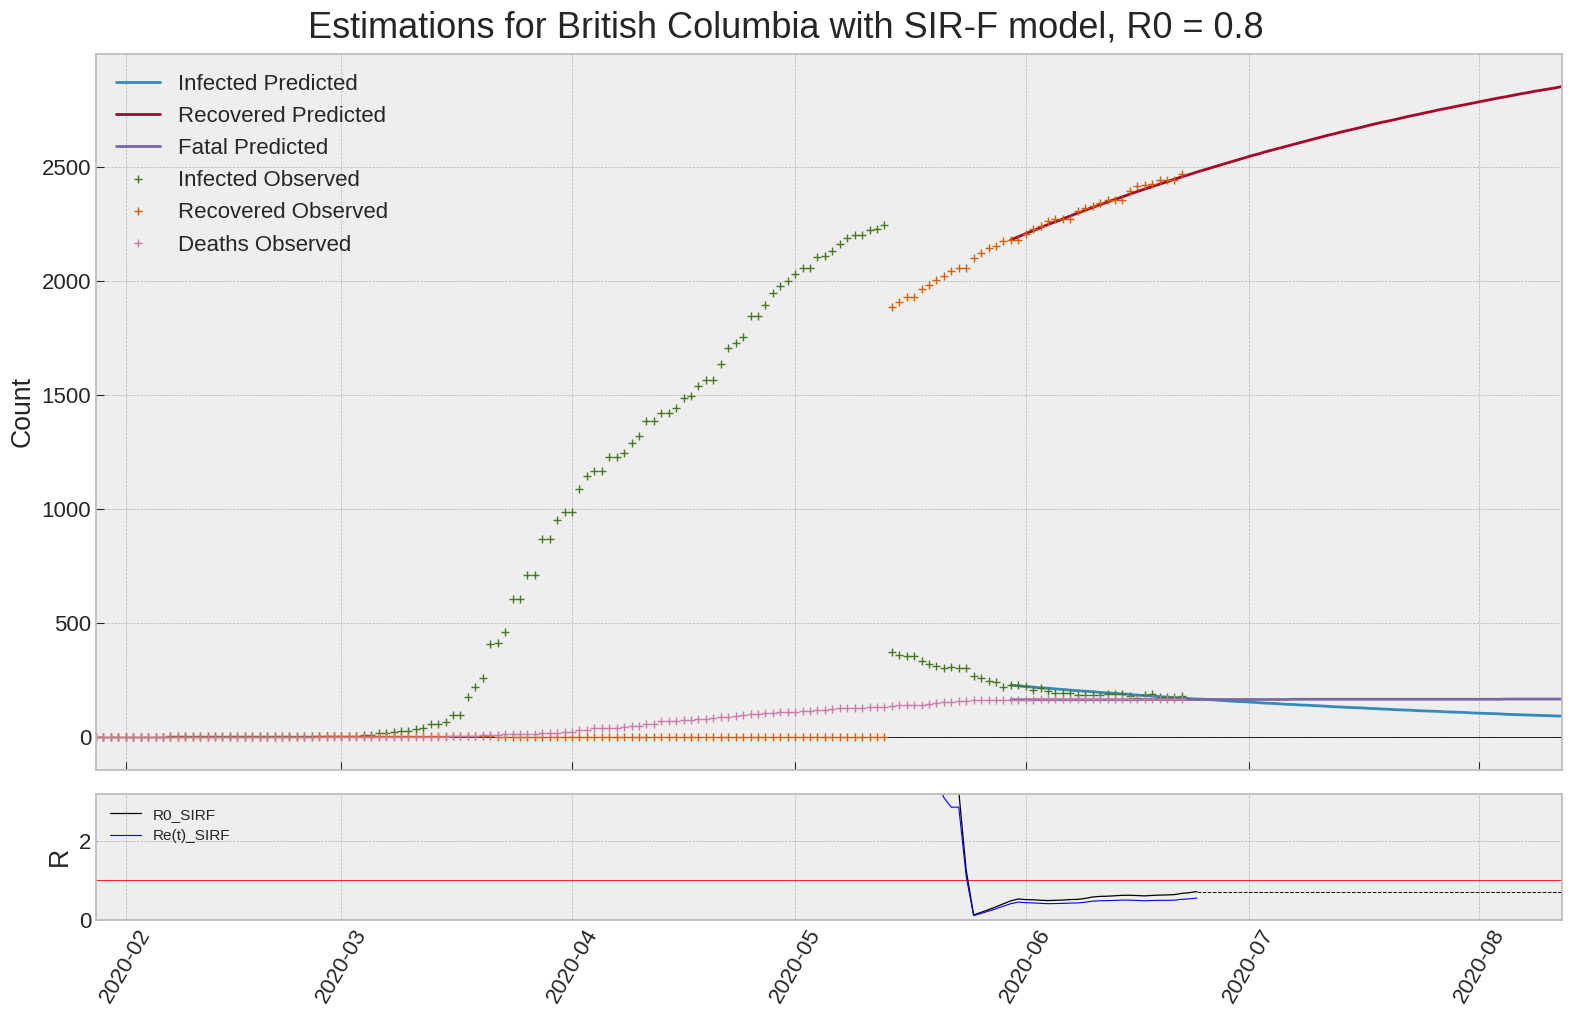 Estimations for British Columbia with SIR-F model, R0 = 0.8
Infected Predicted
Recovered Predicted
Fatal Predicted
Infected Observed
Recovered Observed
Deaths Observed
2500
2000
1500
1000
500
0
Count
R0_SIRF
Re(t)_SIRF
2
0
R
2020-02
2020-03
2020-04
2020-05
2020-06
2020-07
2020-08